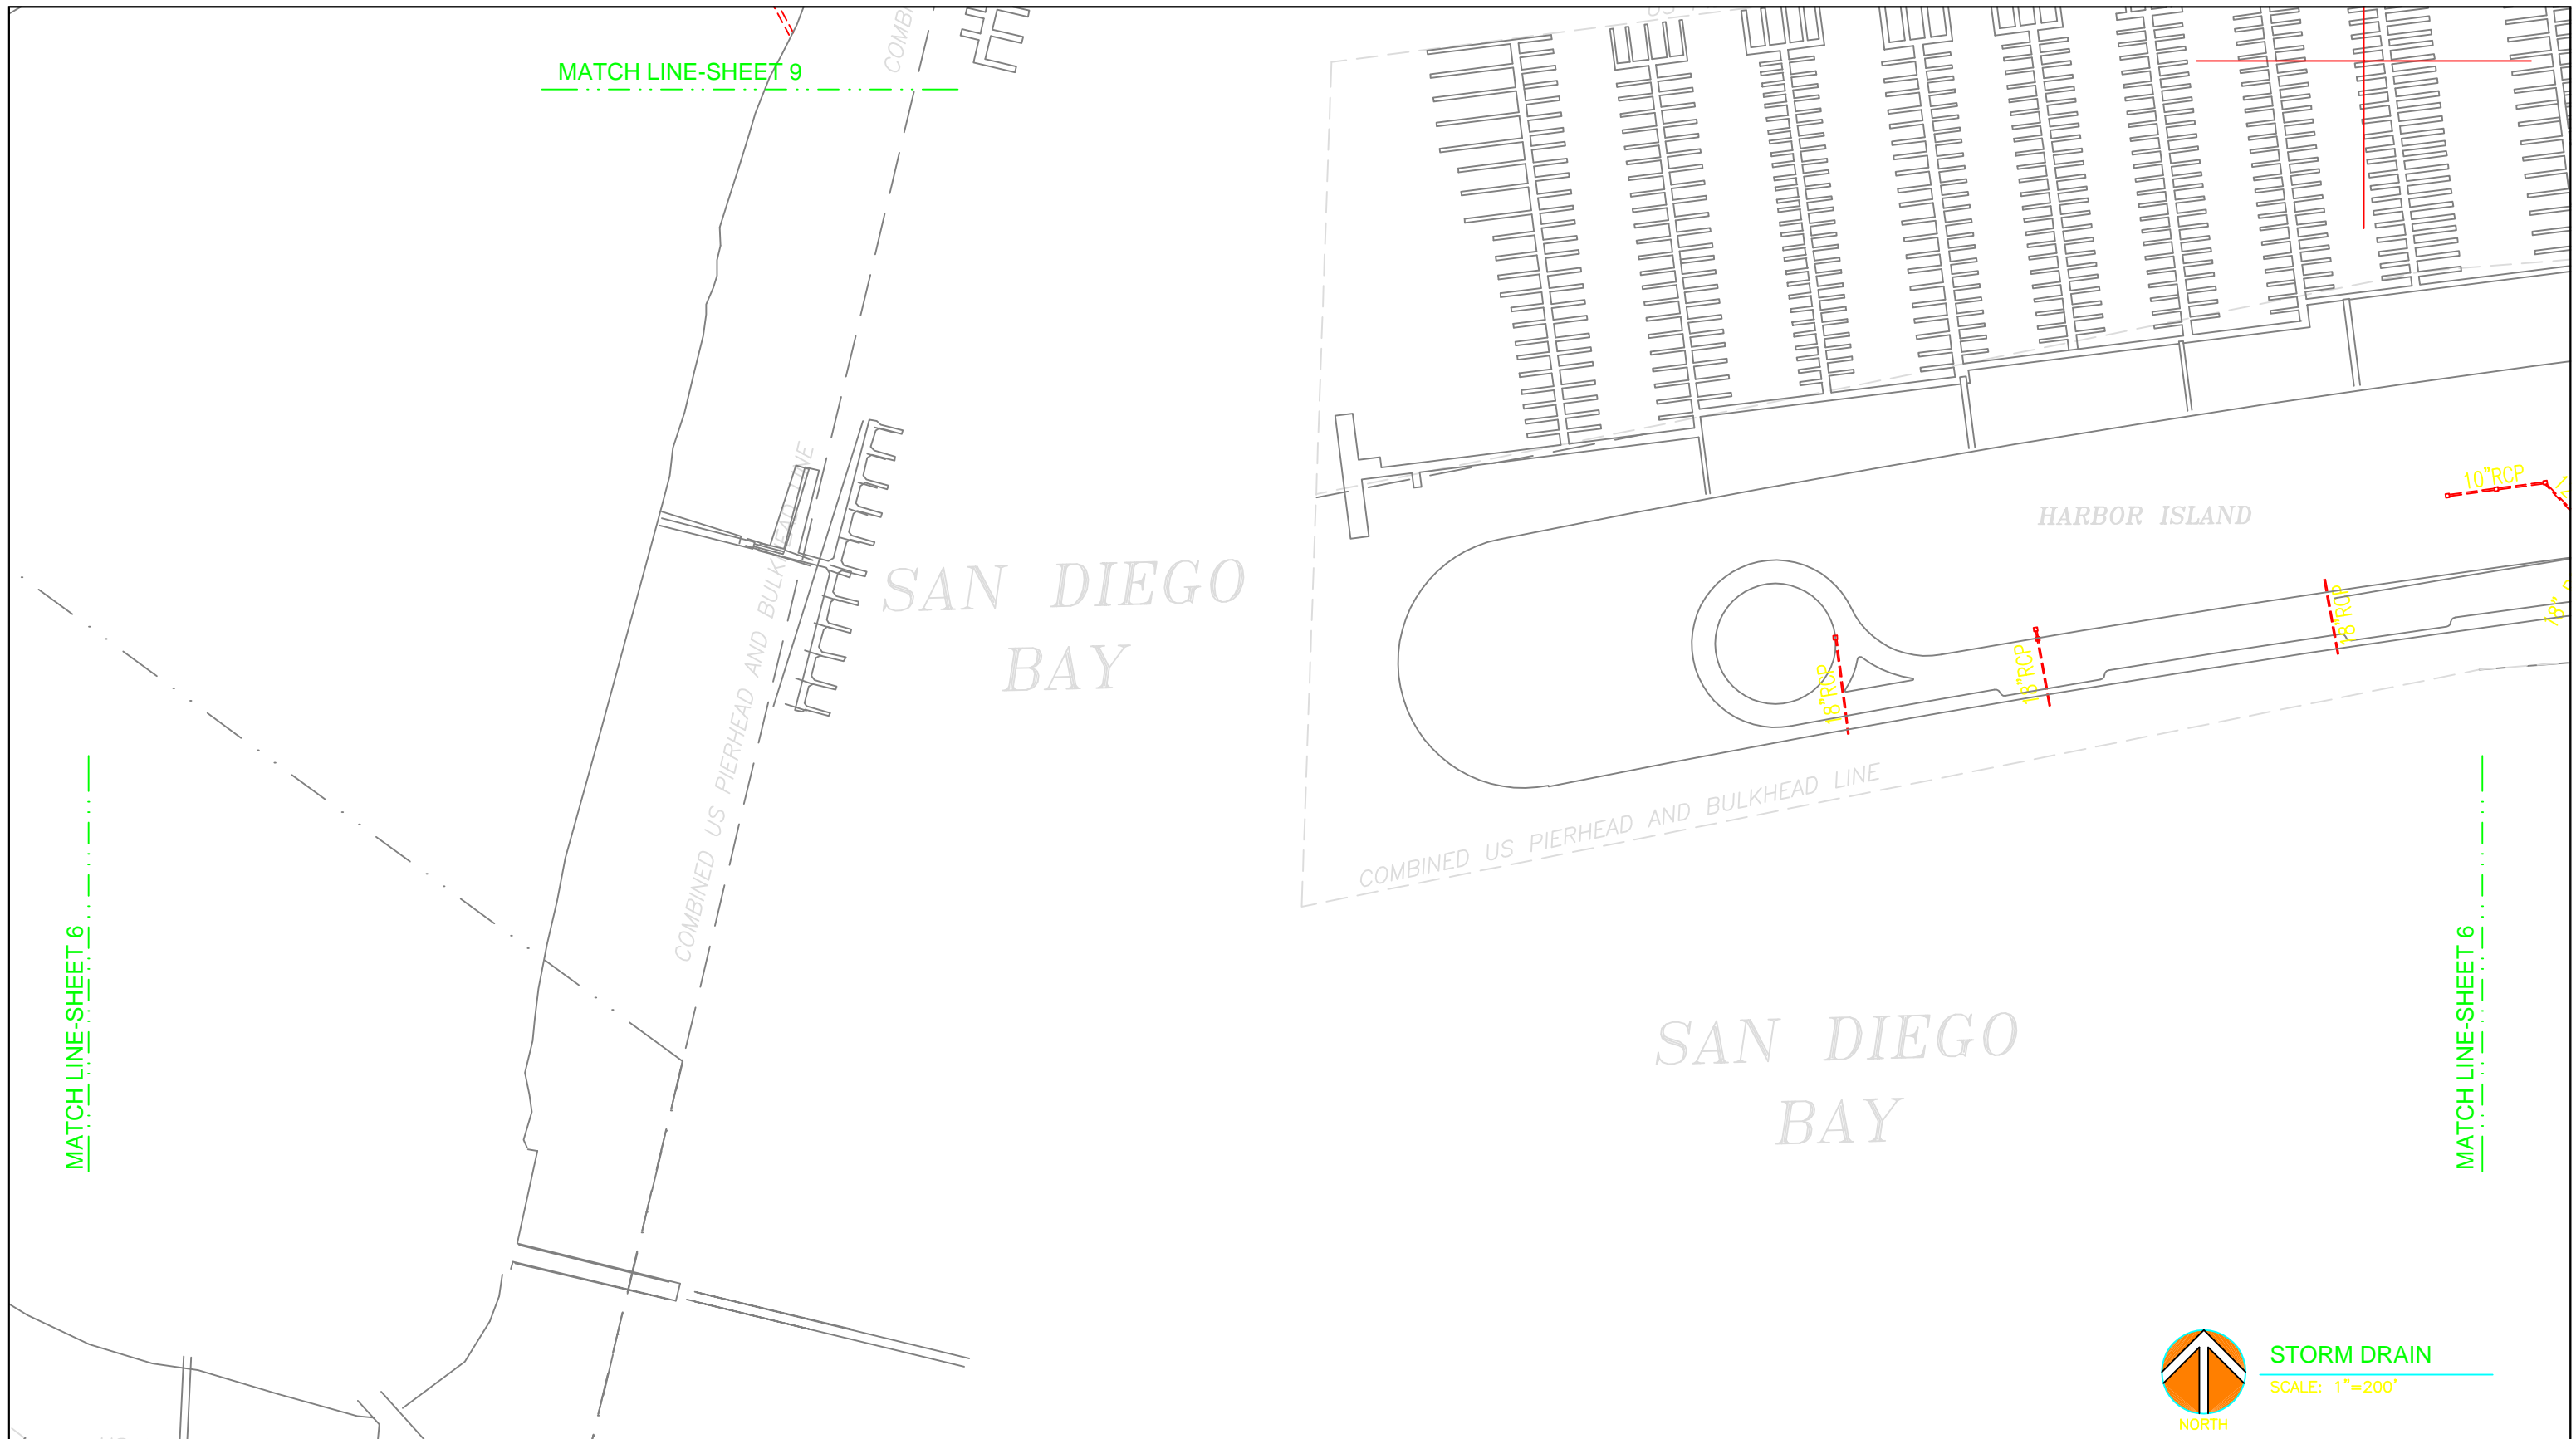 MATCH LINE-SHEET 9
COMBINED US PIERHEAD AND BULKHEAD LINE
SAN DIEGO
BAY
10"RCP
HARBOR ISLAND
18"RCP
18"RCP
18"RCP
18"
COMBINED US PIERHEAD AND BULKHEAD LINE
MATCH LINE-SHEET 6
SAN DIEGO
BAY
MATCH LINE-SHEET 6
STORM DRAIN
SCALE: 1"=200'
NORTH